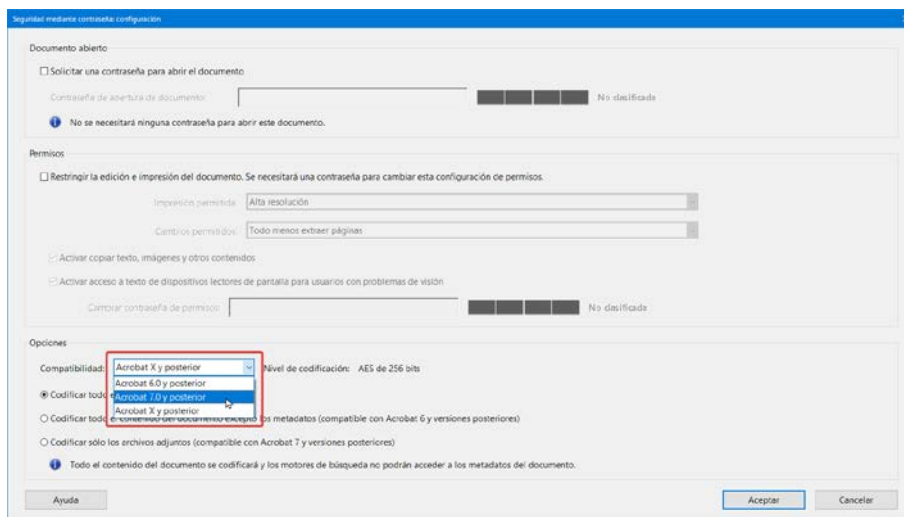 Seguridad mediante contraseña: configuración
Documento abierto
Solicitar una contraseña para abrir el documento
Contraseña de apertura de documento:
No clasificada
No se necesitará ninguna contraseña para abrir este documento.
Permisos
Restringir la edición e impresión del documento. Se necesitará una contraseña para cambiar esta configuración de permisos.
Impresión permitida: Alta resolución
Cambios permitidos: Todo menos extraer páginas
Activar copiar texto, imágenes y otros contenidos
Activar acceso a texto de dispositivos lectores de pantalla para usuarios con problemas de visión
Cambiar contraseña de permisos:
No clasificada
Opciones
Compatibilidad: Acrobat X y posterior Nivel de codificación: AES de 256 bits
Acrobat 6.0 y posterior
Codificar todo
Acrobat 7.0 y posterior
Acrobat X y posterior
Codificar todo el contenido del documento excepto los metadatos (compatible con Acrobat 6 y versiones posteriores)
Codificar sólo los archivos adjuntos (compatible con Acrobat 7 y versiones posteriores)
Todo el contenido del documento se codificará y los motores de búsqueda no podrán acceder a los metadatos del documento.
Ayuda
Aceptar
Cancelar